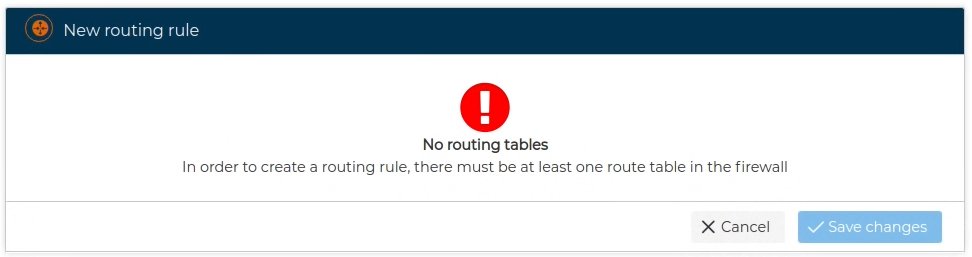 New routing rule
No routing tables
In order to create a routing rule, there must be at least one route table in the firewall
Cancel Save changes